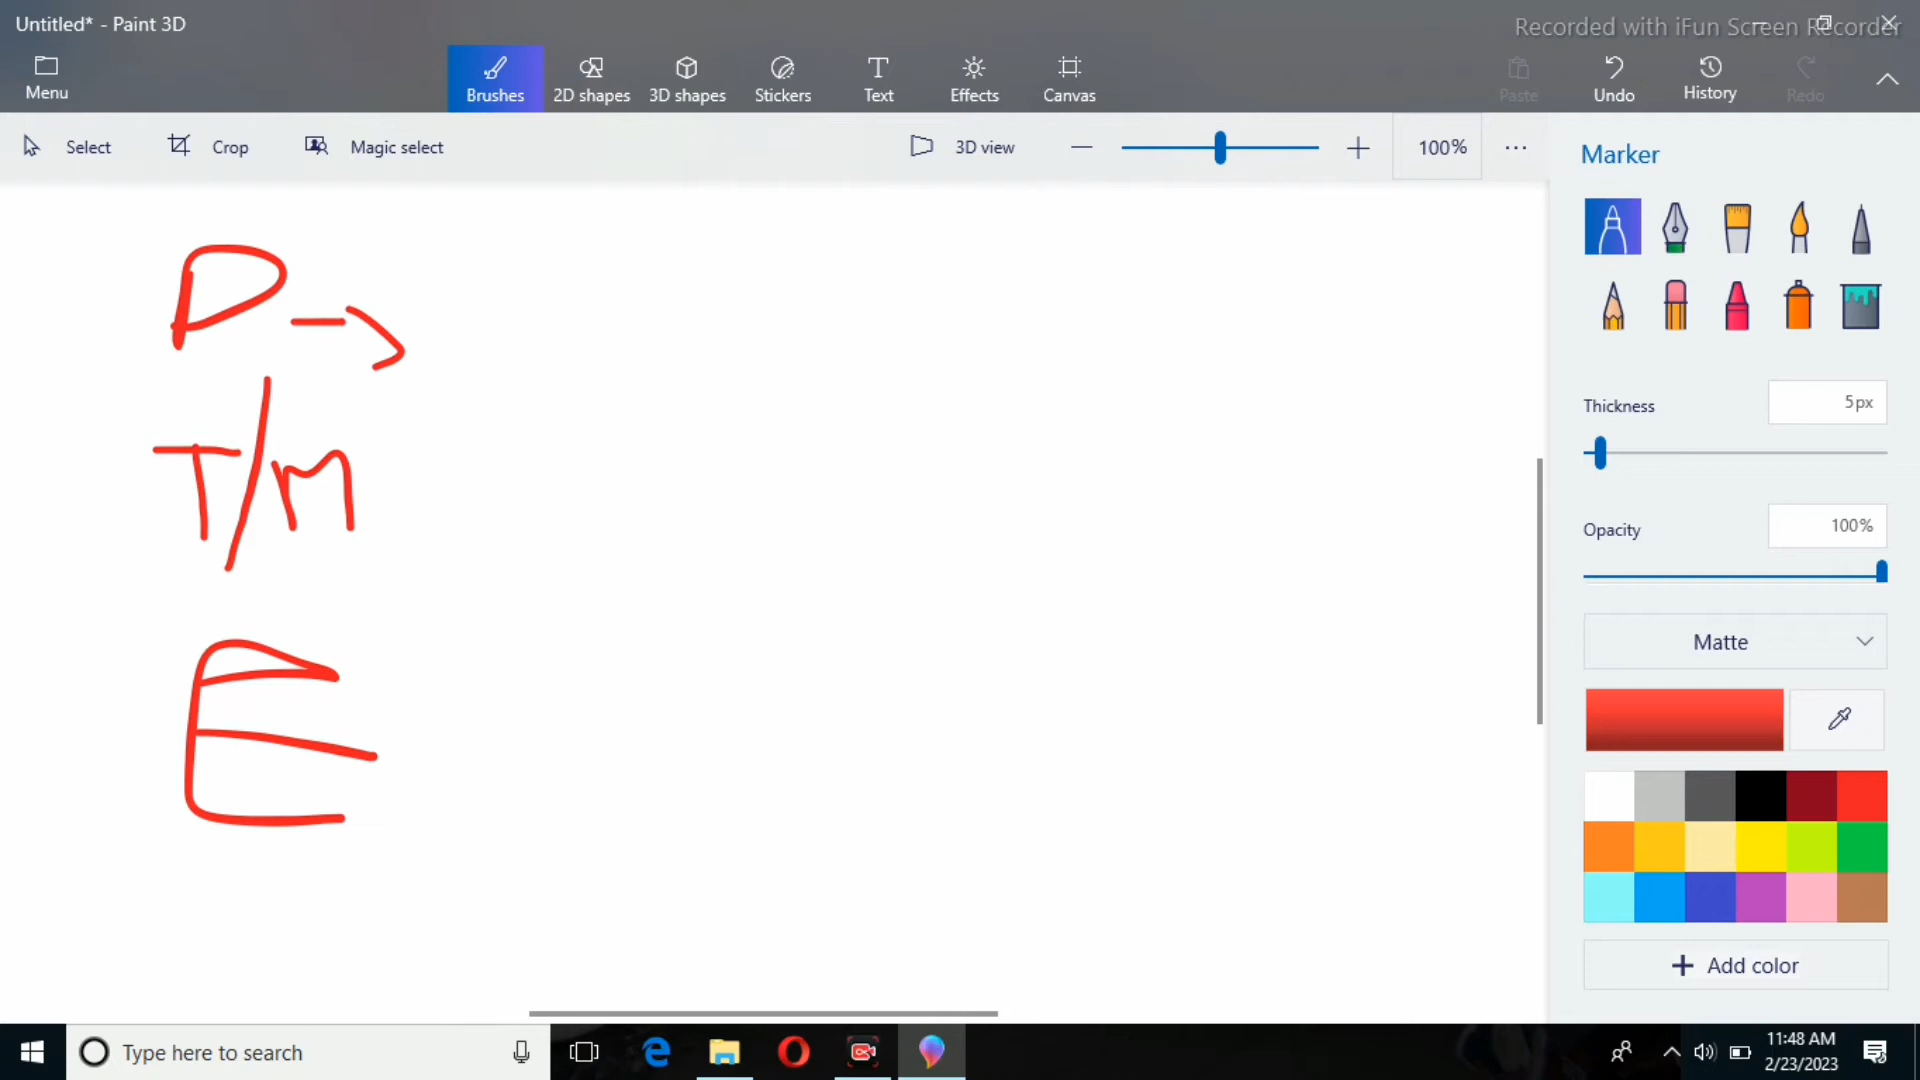 Untitled* - Paint 3D
Recorded with iFun Screen Recorder
Menu
Brushes
2D shapes
3D shapes
Stickers
Text
Effects
Canvas
Paste
Undo
History
Redo
Select
Crop
Magic select
3D view
100%
Marker
Thickness
5px
Opacity
100%
Matte
Add color
D →
T/M
E
Type here to search
11:48 AM
2/23/2023